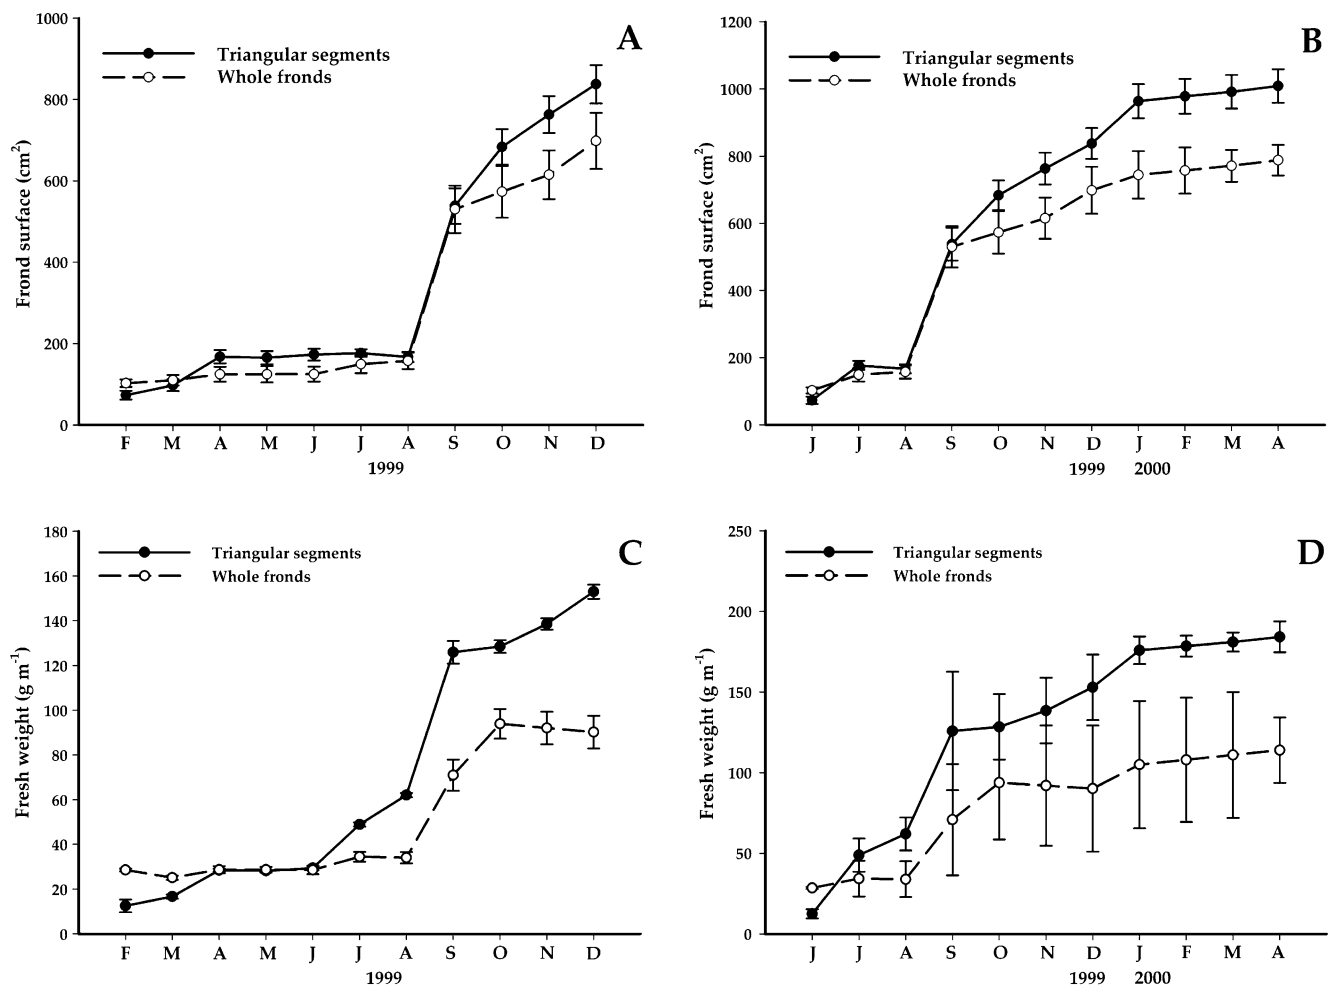 A
Triangular segments
Whole fronds
Frond surface (cm²)
1000
800
600
400
200
0
F M A M J J A S O N D
1999
B
Triangular segments
Whole fronds
Frond surface (cm²)
1200
1000
800
600
400
200
0
J J A S O N D J F M A
1999 2000
C
Triangular segments
Whole fronds
Fresh weight (g m⁻¹)
180
160
140
120
100
80
60
40
20
0
F M A M J J A S O N D
1999
D
Triangular segments
Whole fronds
Fresh weight (g m⁻¹)
250
200
150
100
50
0
J J A S O N D J F M A
1999 2000